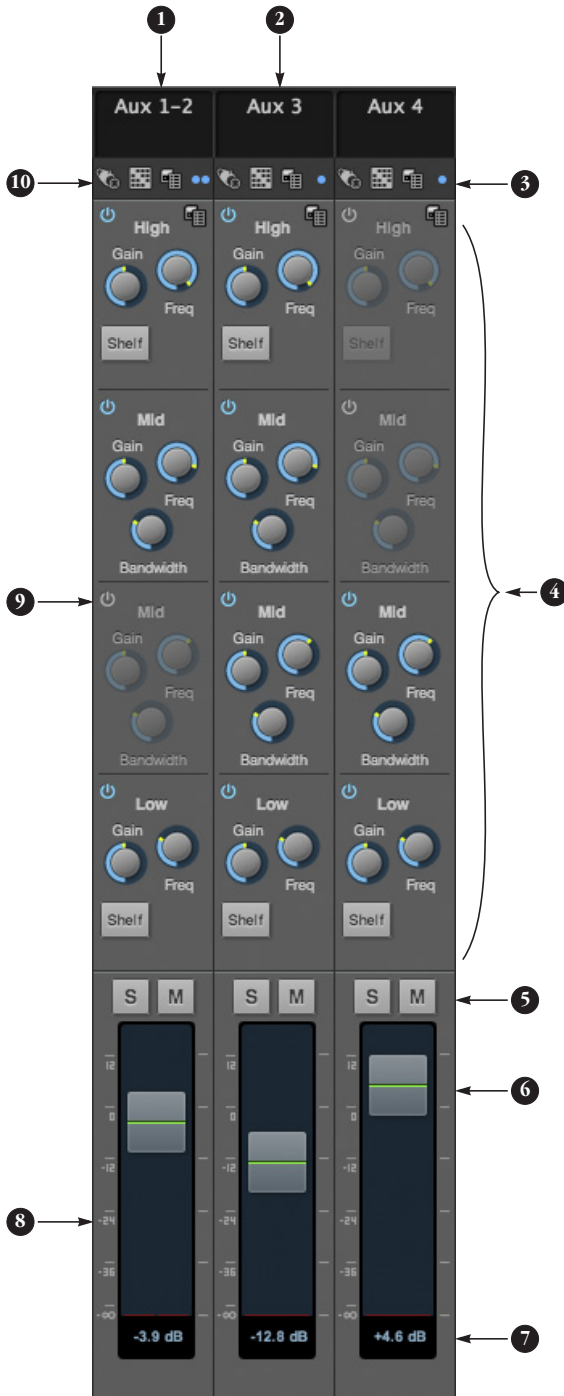 1 2
Aux 1–2 Aux 3 Aux 4
10 3
High High High
Gain Gain Gain
Freq Freq Freq
Shelf Shelf Shelf
Mid Mid Mid
Gain Gain Gain
Freq Freq Freq
Bandwidth Bandwidth Bandwidth
9 4
Mid Mid Mid
Gain Gain Gain
Freq Freq Freq
Bandwidth Bandwidth Bandwidth
Low Low Low
Gain Gain Gain
Freq Freq Freq
Shelf Shelf Shelf
S M S M S M 5
12 12 12
6
0 0 0
-12 -12 -12
8 -24 -24 -24
-36 -36 -36
-∞ -∞ -∞
-3.9 dB -12.8 dB +4.6 dB 7